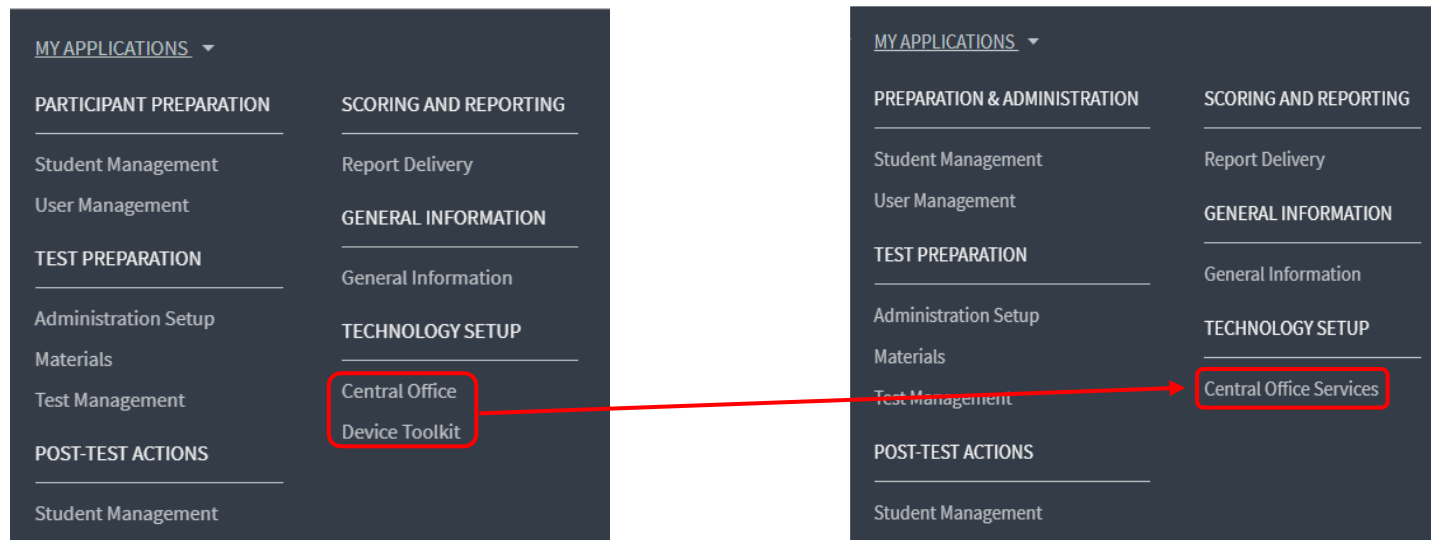 MY APPLICATIONS
PARTICIPANT PREPARATION
Student Management
User Management
TEST PREPARATION
Administration Setup
Materials
Test Management
POST-TEST ACTIONS
Student Management
SCORING AND REPORTING
Report Delivery
GENERAL INFORMATION
General Information
TECHNOLOGY SETUP
Central Office
Device Toolkit
MY APPLICATIONS
PREPARATION & ADMINISTRATION
Student Management
User Management
TEST PREPARATION
Administration Setup
Materials
Test Management
POST-TEST ACTIONS
Student Management
SCORING AND REPORTING
Report Delivery
GENERAL INFORMATION
General Information
TECHNOLOGY SETUP
Central Office Services